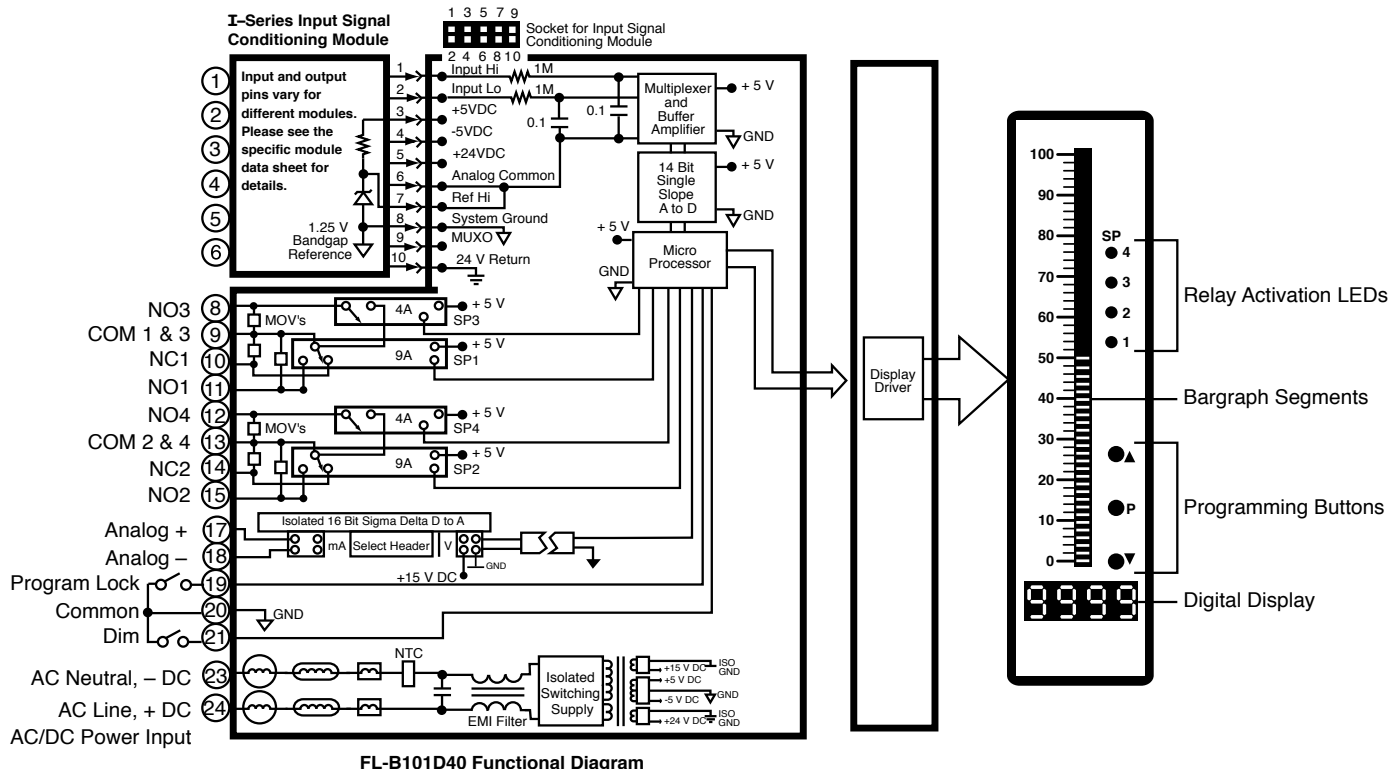 I–Series Input Signal
Conditioning Module
1 3 5 7 9
Socket for Input Signal
Conditioning Module
2 4 6 8 10
1
2
3
4
5
6
Input and output
pins vary for
different modules.
Please see the
specific module
data sheet for
details.
1.25 V
Bandgap
Reference
1
2
3
4
5
6
7
8
9
10
Input Hi
1M
Input Lo
1M
+5VDC
-5VDC
+24VDC
Analog Common
Ref Hi
System Ground
MUXO
24 V Return
0.1
0.1
Multiplexer
and
Buffer
Amplifier
+ 5 V
GND
14 Bit
Single
Slope
A to D
+ 5 V
GND
+ 5 V
GND
Micro
Processor
NO3
8
COM 1 & 3
9
NC1
10
NO1
11
MOV's
4A
+ 5 V
SP3
9A
+ 5 V
SP1
NO4
12
COM 2 & 4
13
NC2
14
NO2
15
MOV's
4A
+ 5 V
SP4
9A
+ 5 V
SP2
Analog +
17
Analog –
18
Isolated 16 Bit Sigma Delta D to A
mA
Select Header
V
GND
+15 V DC
Program Lock
19
Common
20
GND
Dim
21
AC Neutral, – DC
23
AC Line, + DC
24
AC/DC Power Input
NTC
EMI Filter
Isolated
Switching
Supply
+15 V DC
ISO
GND
+5 V DC
GND
-5 V DC
+24 V DC
ISO
GND
Display
Driver
100
90
80
70
60
50
40
30
20
10
0
SP
4
3
2
1
P
9999
Relay Activation LEDs
Bargraph Segments
Programming Buttons
Digital Display
FL-B101D40 Functional Diagram